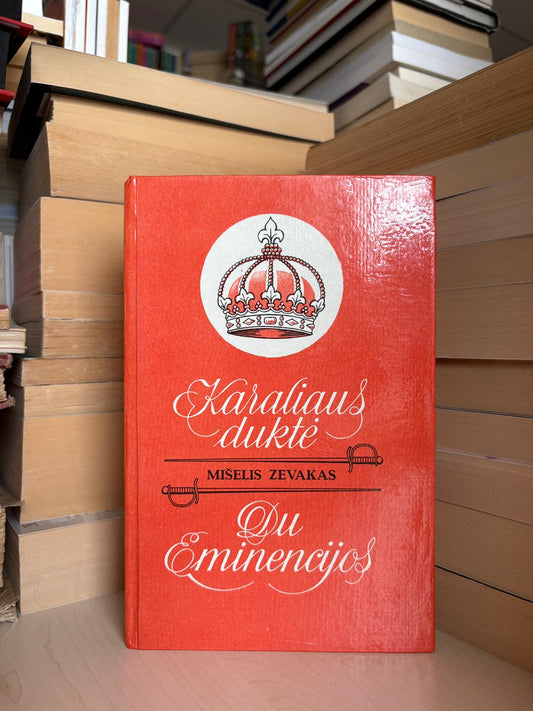 Karaliaus
duktė
MIŠELIS ZEVAKAS
Du
Eminencijos